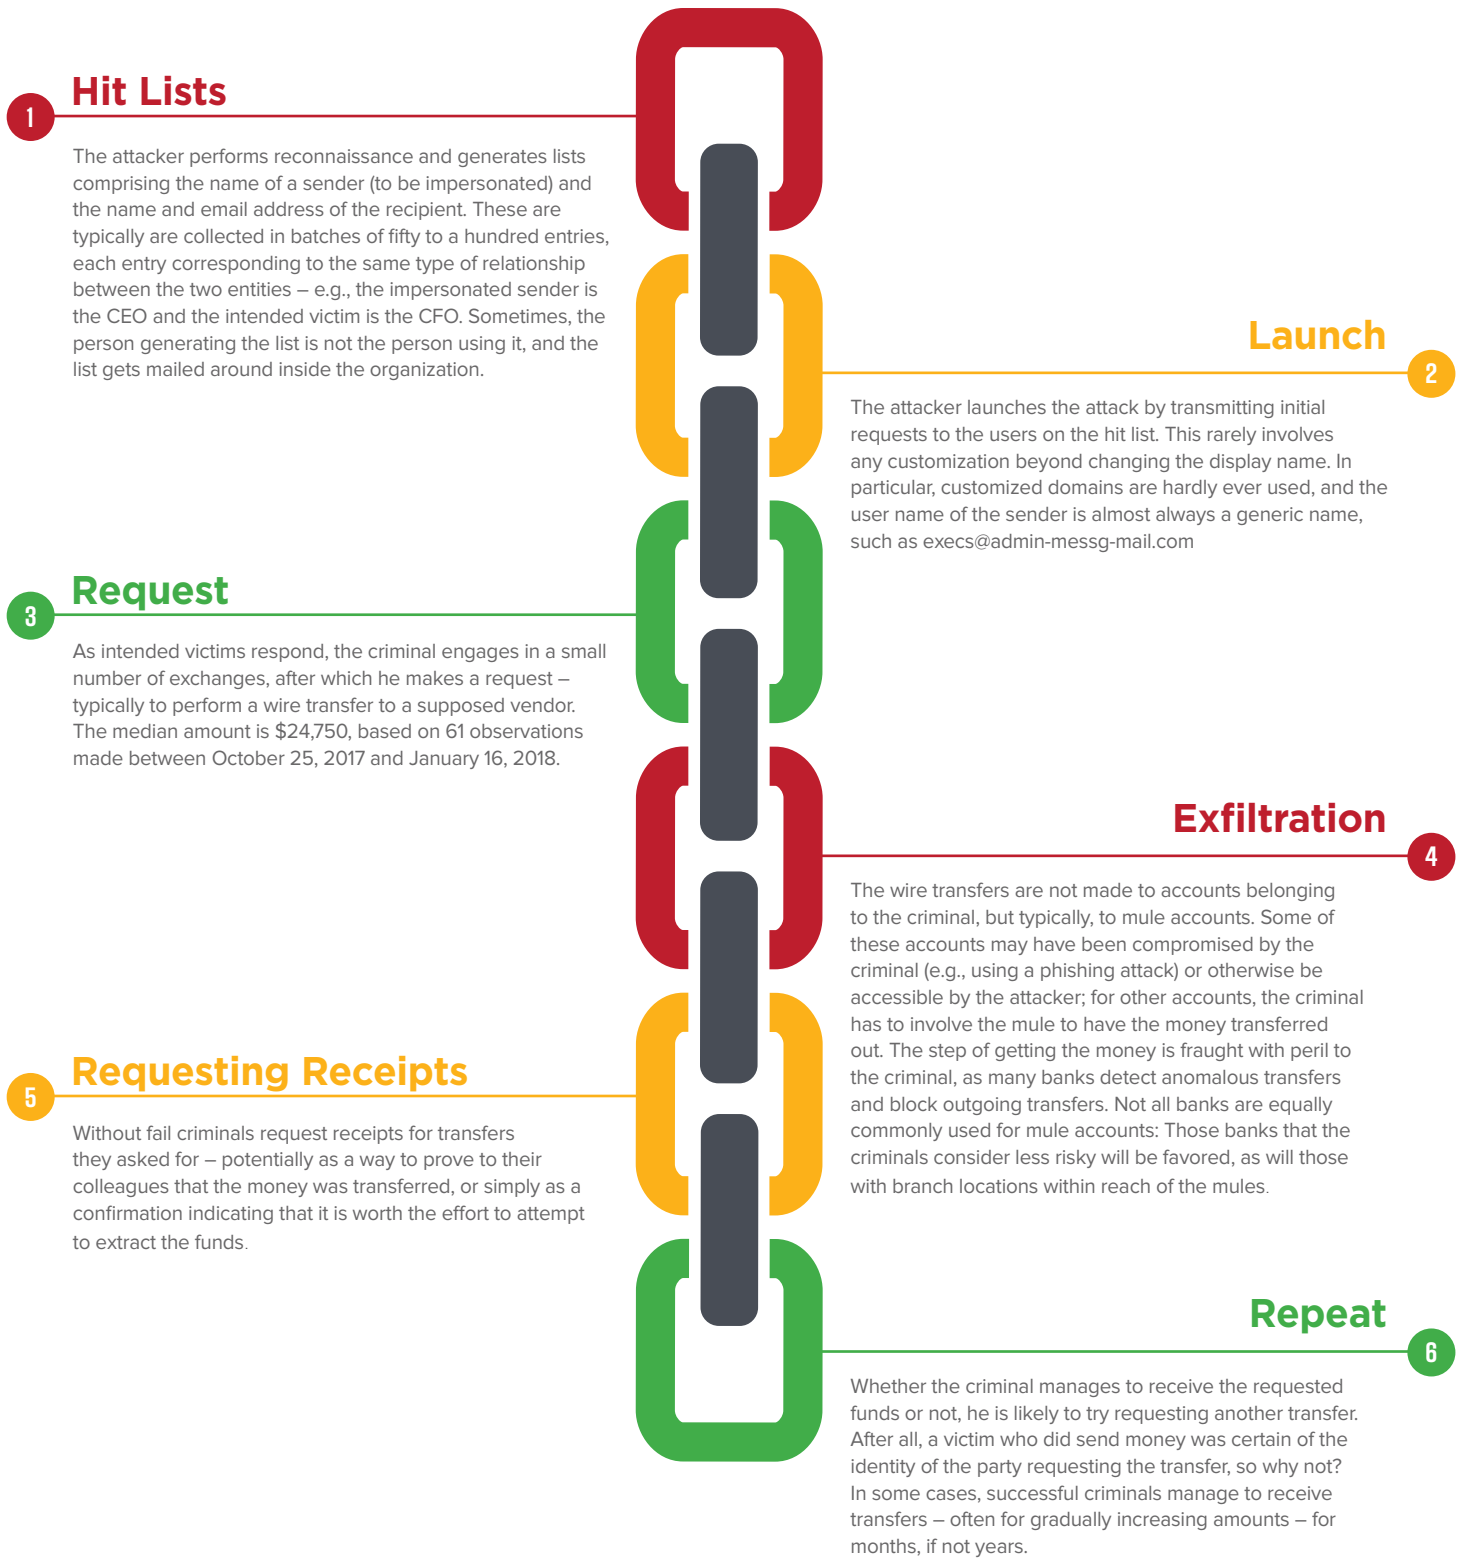 1
Hit Lists
The attacker performs reconnaissance and generates lists
comprising the name of a sender (to be impersonated) and
the name and email address of the recipient. These are
typically are collected in batches of fifty to a hundred entries,
each entry corresponding to the same type of relationship
between the two entities – e.g., the impersonated sender is
the CEO and the intended victim is the CFO. Sometimes, the
person generating the list is not the person using it, and the
list gets mailed around inside the organization.
Launch
2
The attacker launches the attack by transmitting initial
requests to the users on the hit list. This rarely involves
any customization beyond changing the display name. In
particular, customized domains are hardly ever used, and the
user name of the sender is almost always a generic name,
such as execs@admin-messg-mail.com
3
Request
As intended victims respond, the criminal engages in a small
number of exchanges, after which he makes a request –
typically to perform a wire transfer to a supposed vendor.
The median amount is $24,750, based on 61 observations
made between October 25, 2017 and January 16, 2018.
Exfiltration
4
The wire transfers are not made to accounts belonging
to the criminal, but typically, to mule accounts. Some of
these accounts may have been compromised by the
criminal (e.g., using a phishing attack) or otherwise be
accessible by the attacker; for other accounts, the criminal
has to involve the mule to have the money transferred
out. The step of getting the money is fraught with peril to
the criminal, as many banks detect anomalous transfers
and block outgoing transfers. Not all banks are equally
commonly used for mule accounts: Those banks that the
criminals consider less risky will be favored, as will those
with branch locations within reach of the mules.
5
Requesting Receipts
Without fail criminals request receipts for transfers
they asked for – potentially as a way to prove to their
colleagues that the money was transferred, or simply as a
confirmation indicating that it is worth the effort to attempt
to extract the funds.
Repeat
6
Whether the criminal manages to receive the requested
funds or not, he is likely to try requesting another transfer.
After all, a victim who did send money was certain of the
identity of the party requesting the transfer, so why not?
In some cases, successful criminals manage to receive
transfers – often for gradually increasing amounts – for
months, if not years.